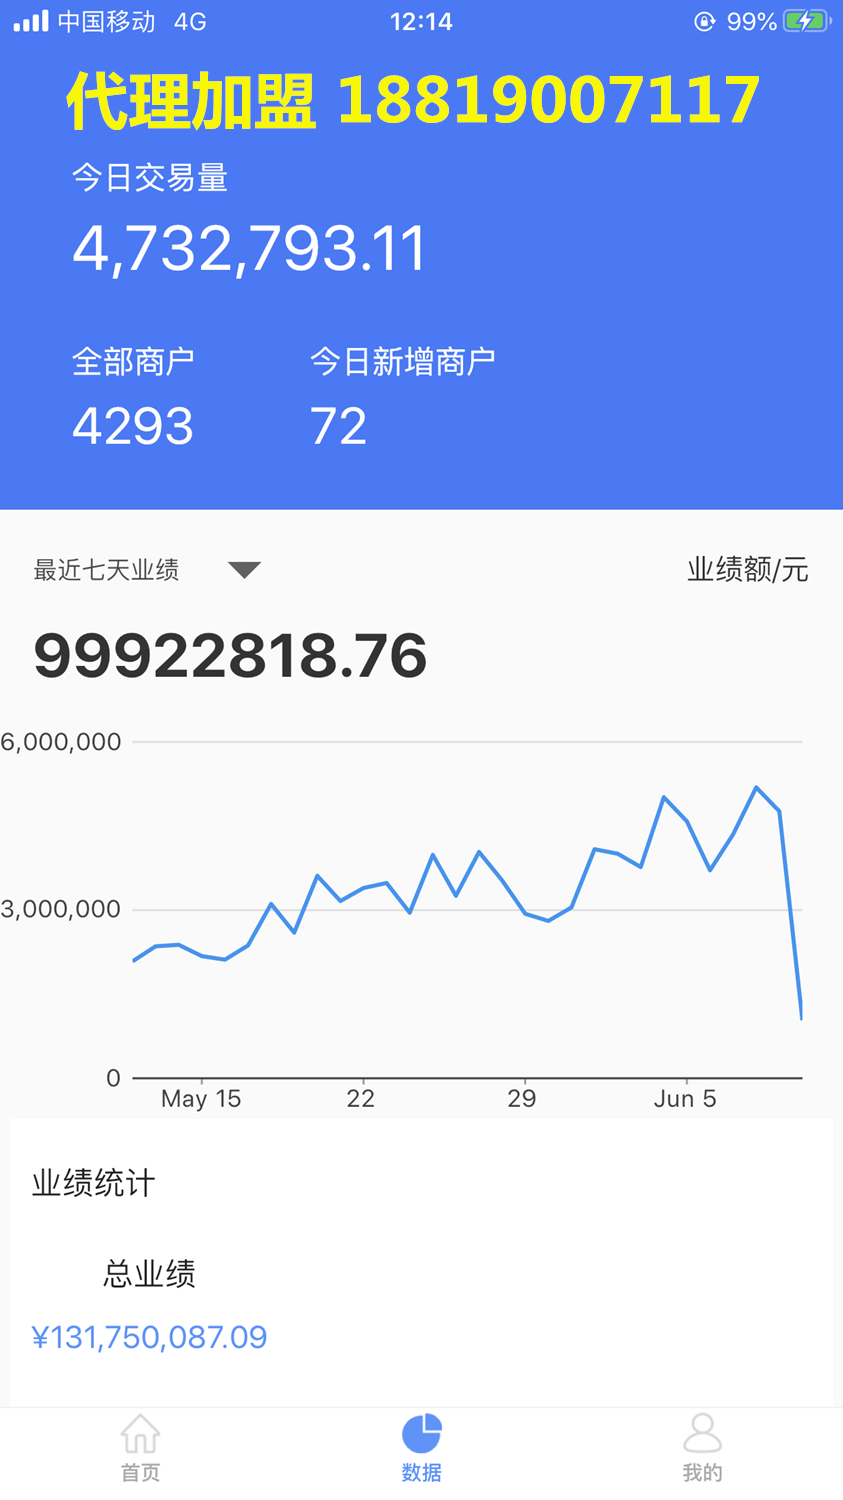 中国移动 4G 12:14 99%
代理加盟 18819007117
今日交易量
4,732,793.11
全部商户 今日新增商户
4293 72
最近七天业绩 业绩额/元
99922818.76
6,000,000
3,000,000
0
May 15 22 29 Jun 5
业绩统计
总业绩
¥131,750,087.09
首页 数据 我的